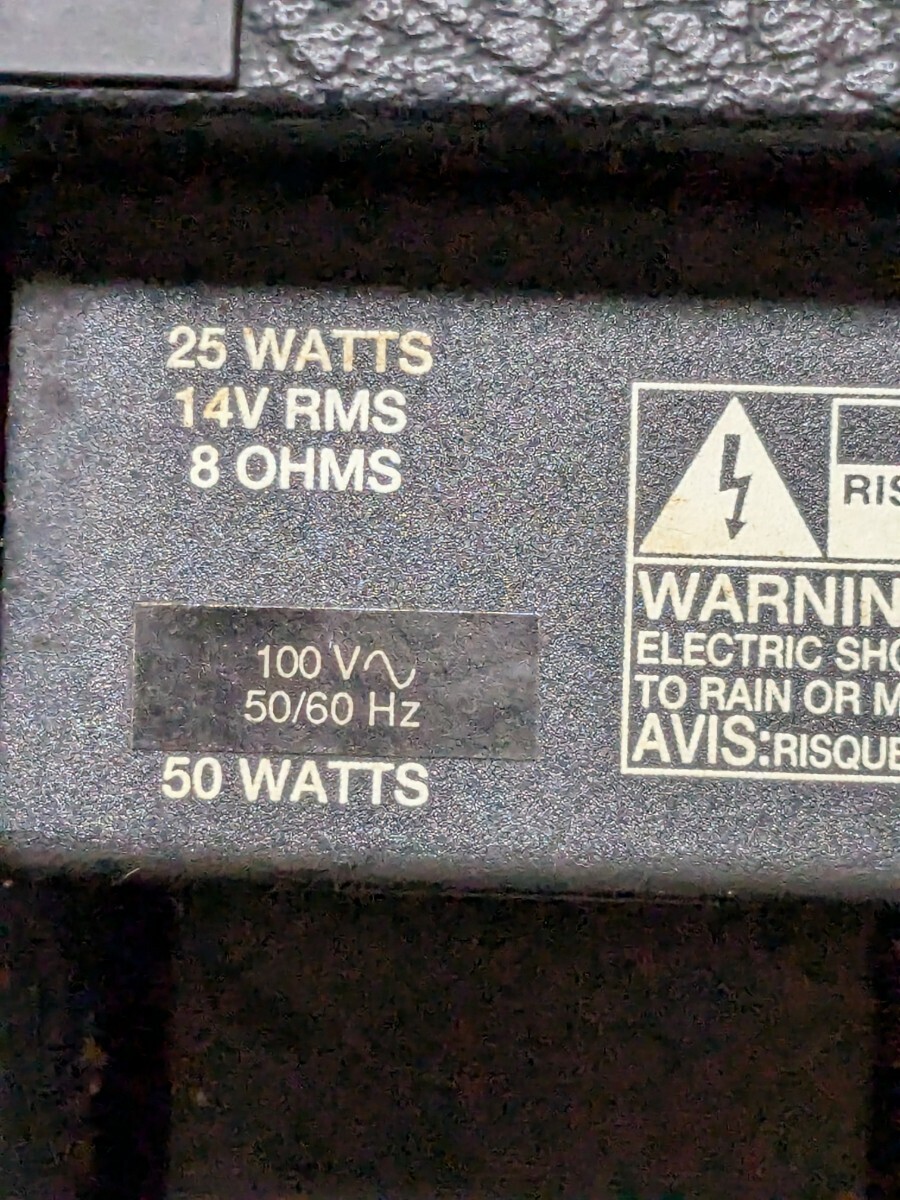 25 WATTS
14V RMS
8 OHMS
100 V∿
50/60 Hz
50 WATTS
RIS
WARNIN
ELECTRIC SHO
TO RAIN OR M
AVIS:RISQUE